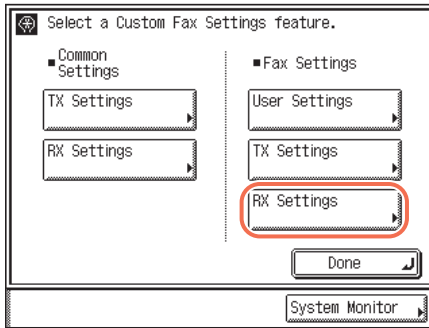 Select a Custom Fax Settings feature.
■Common
Settings
TX Settings
RX Settings
■Fax Settings
User Settings
TX Settings
RX Settings
Done
System Monitor